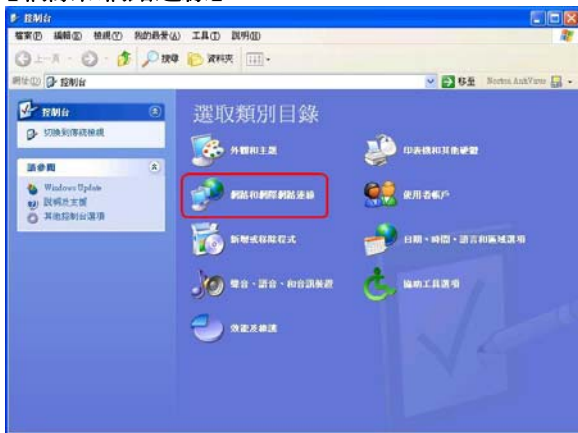 控制台
檔案(F) 編輯(E) 檢視(V) 我的最愛(A) 工具(T) 說明(H)
上一頁 搜尋 資料夾
網址(D) 控制台 移至 Norton AntiVirus
控制台
切換到傳統檢視
請參閱
Windows Update
說明及支援
其他控制台選項
選取類別目錄
外觀和主題 印表機和其他硬體
網路和網際網路連線 使用者帳戶
新增或移除程式 日期、時間、語言和區域選項
聲音、語音、和音訊裝置 協助工具選項
效能及維護